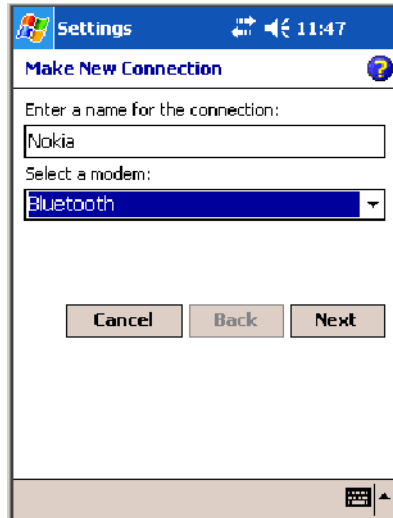 Settings 11:47
Make New Connection
?
Enter a name for the connection:
Nokia
Select a modem:
Bluetooth
Cancel Back Next